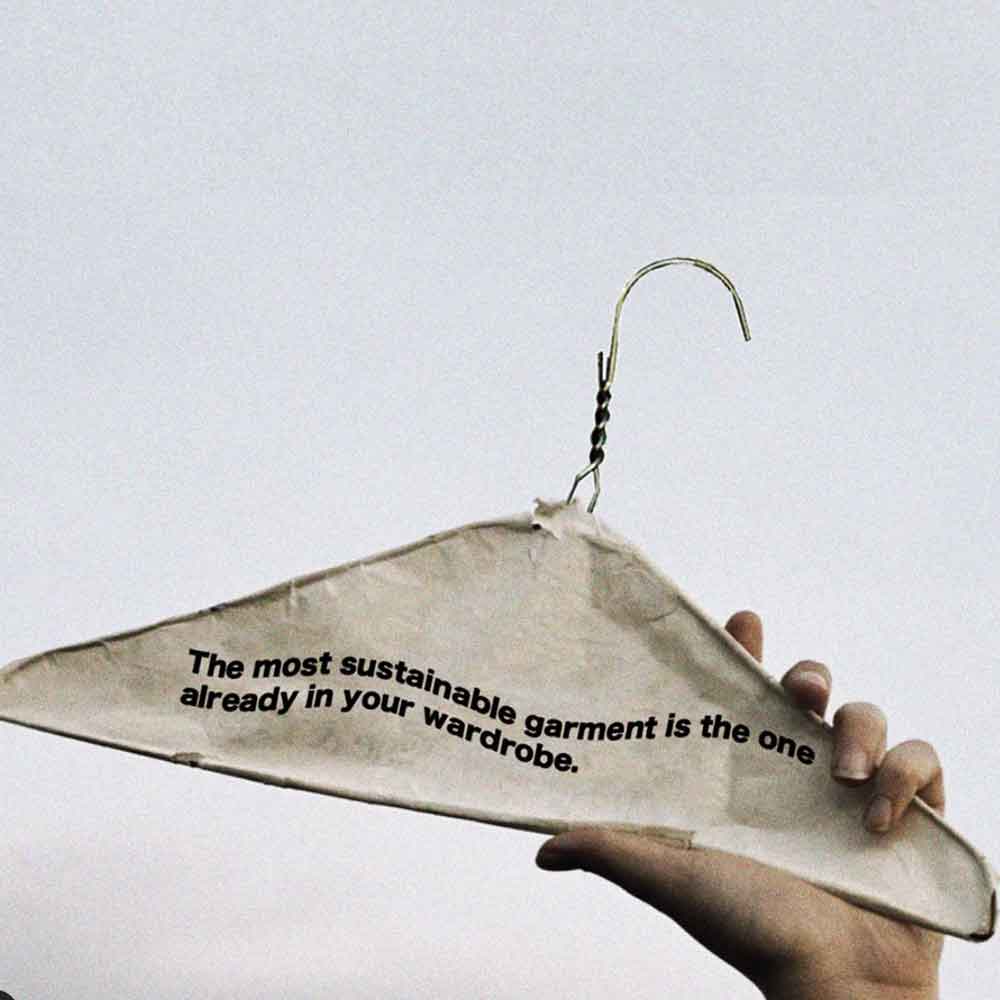 The most sustainable garment is the one
already in your wardrobe.